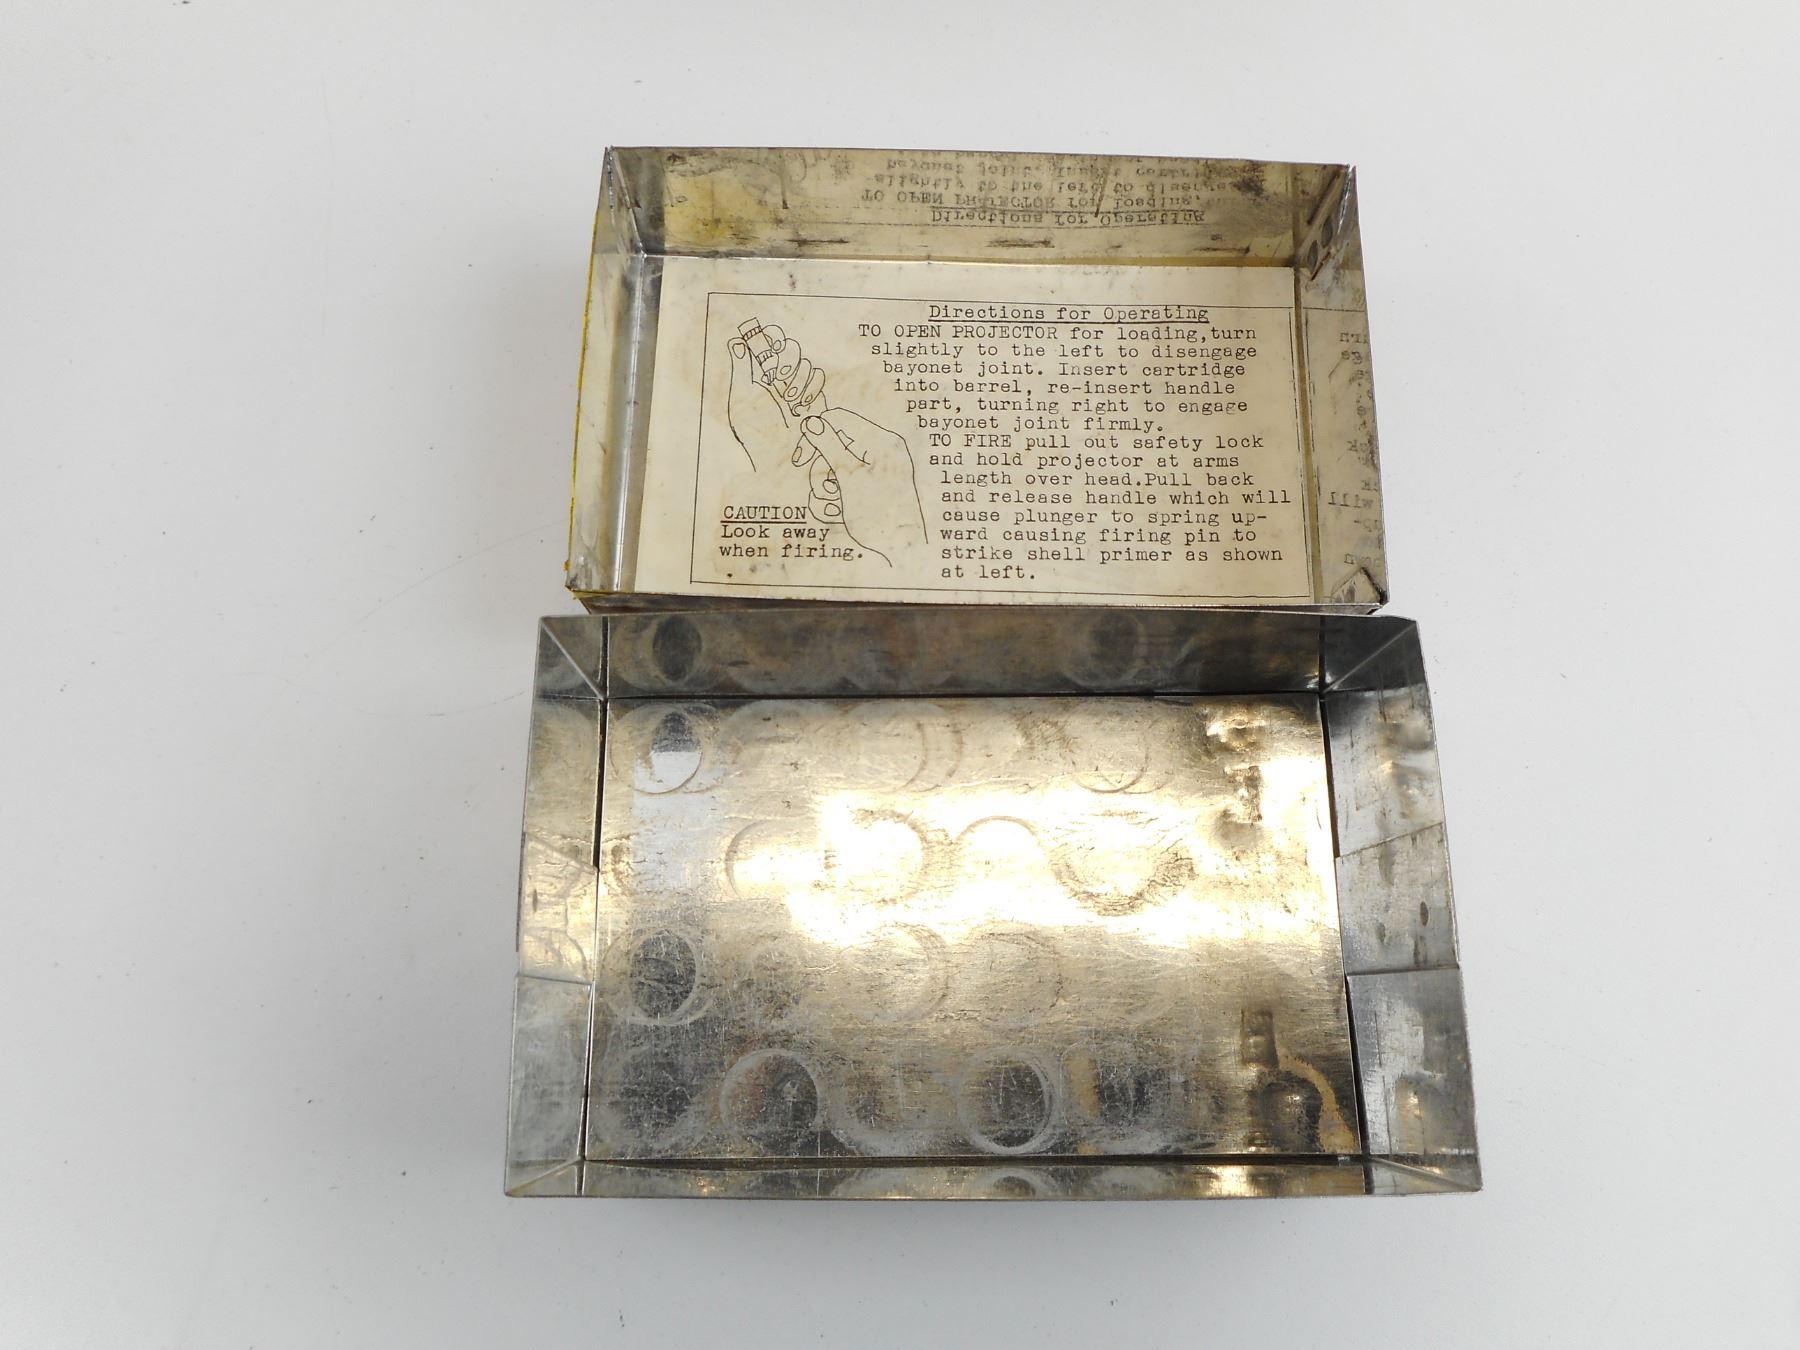 Directions for Operating
TO OPEN PROJECTOR for loading,turn
slightly to the left to disengage
bayonet joint. Insert cartridge
into barrel, re-insert handle
part, turning right to engage
bayonet joint firmly.
TO FIRE pull out safety lock
and hold projector at arms
length over head.Pull back
and release handle which will
cause plunger to spring up-
ward causing firing pin to
strike shell primer as shown
at left.
CAUTION
Look away
when firing.